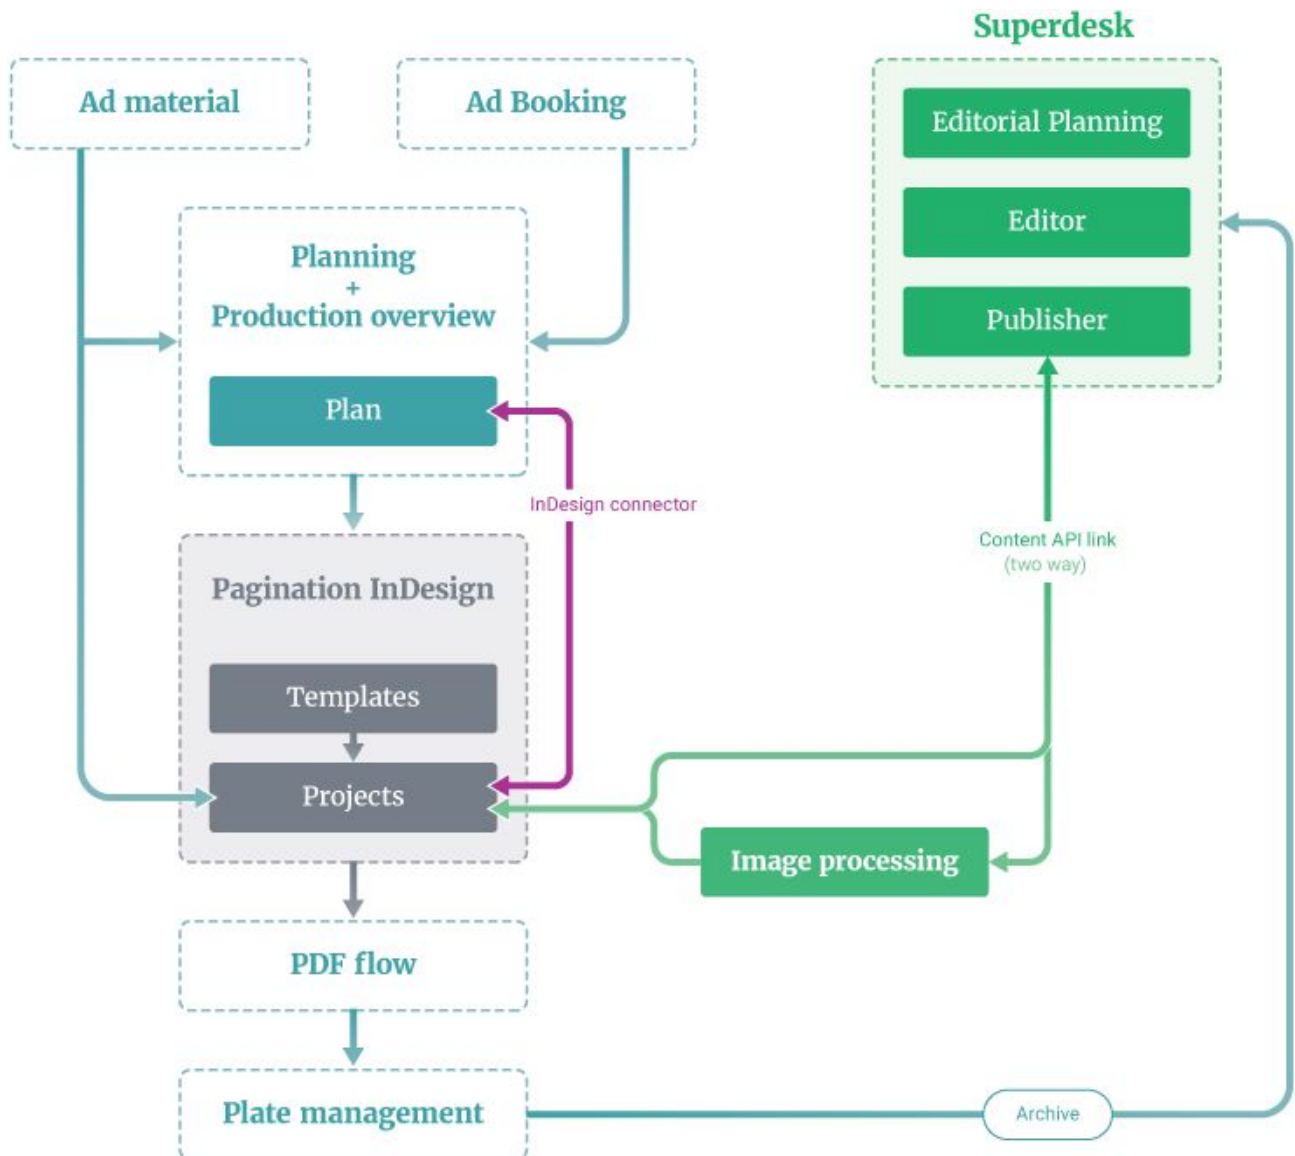 Superdesk
Ad material
Ad Booking
Editorial Planning
Editor
Publisher
Planning
+
Production overview
Plan
InDesign connector
Content API link
(two way)
Pagination InDesign
Templates
Projects
Image processing
PDF flow
Plate management
Archive